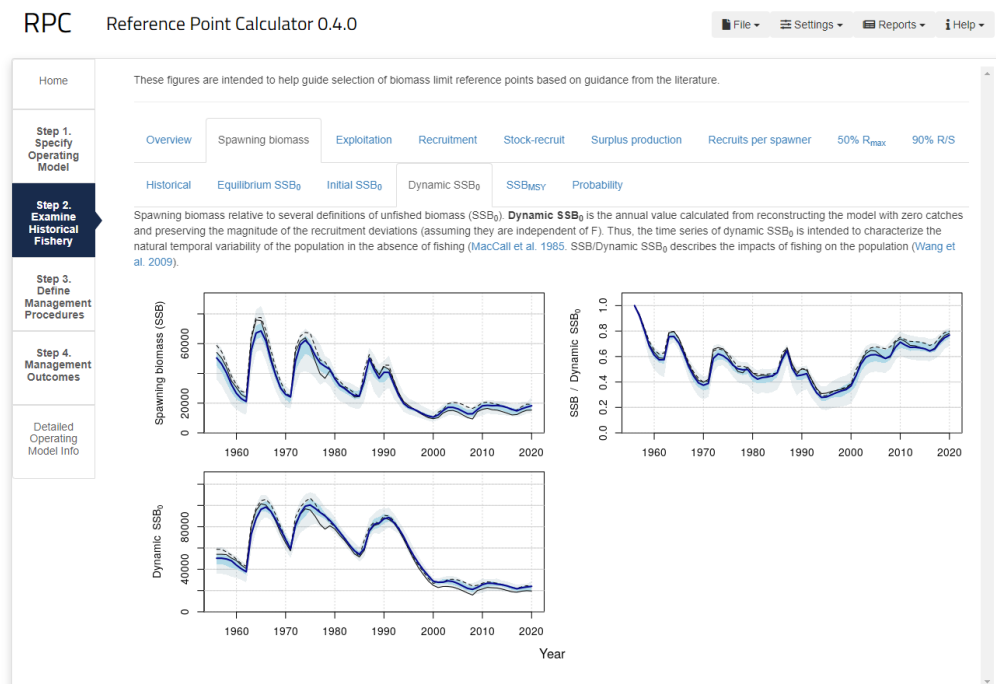 RPC Reference Point Calculator 0.4.0
File Settings Reports Help
Home
Step 1.
Specify
Operating
Model
Step 2.
Examine
Historical
Fishery
Step 3.
Define
Management
Procedures
Step 4.
Management
Outcomes
Detailed
Operating
Model Info
These figures are intended to help guide selection of biomass limit reference points based on guidance from the literature.
Overview Spawning biomass Exploitation Recruitment Stock-recruit Surplus production Recruits per spawner 50% Rmax 90% R/S
Historical Equilibrium SSB0 Initial SSB0 Dynamic SSB0 SSBMSY Probability
Spawning biomass relative to several definitions of unfished biomass (SSB0). Dynamic SSB0 is the annual value calculated from reconstructing the model with zero catches
and preserving the magnitude of the recruitment deviations (assuming they are independent of F). Thus, the time series of dynamic SSB0 is intended to characterize the
natural temporal variability of the population in the absence of fishing (MacCall et al. 1985. SSB/Dynamic SSB0 describes the impacts of fishing on the population (Wang et
al. 2009).
Spawning biomass (SSB)
60000
20000
0
1960 1970 1980 1990 2000 2010 2020
SSB / Dynamic SSB0
1.0
0.8
0.6
0.4
0.2
0.0
1960 1970 1980 1990 2000 2010 2020
Dynamic SSB0
80000
40000
0
1960 1970 1980 1990 2000 2010 2020
Year